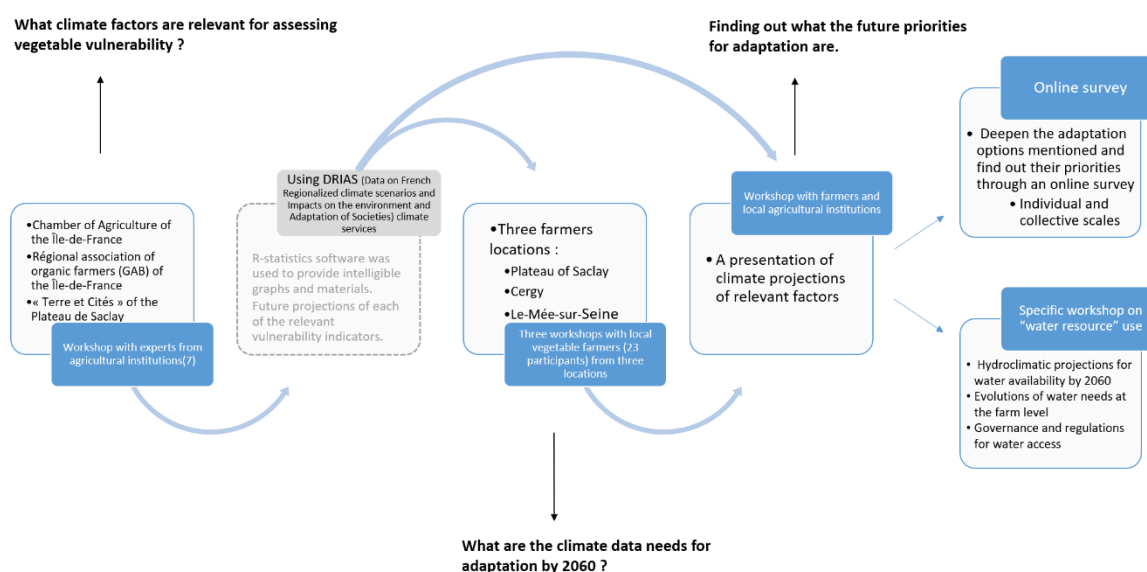 What climate factors are relevant for assessing
vegetable vulnerability ?
•Chamber of Agriculture of
the Île-de-France
•Régional association of
organic farmers (GAB) of
the Île-de-France
•« Terre et Cités » of the
Plateau de Saclay
Workshop with experts from
agricultural institutions(7)
Using DRIAS (Data on French
Regionalized climate scenarios and
Impacts on the environment and
Adaptation of Societies) climate
services
R-statistics software was
used to provide intelligible
graphs and materials.
Future projections of each
of the relevant
vulnerability indicators.
•Three farmers
locations :
•Plateau of Saclay
•Cergy
•Le-Mée-sur-Seine
Three workshops with local
vegetable farmers (23
participants) from three
locations
What are the climate data needs for
adaptation by 2060 ?
Finding out what the future priorities
for adaptation are.
Workshop with farmers and
local agricultural institutions
• A presentation of
climate projections
of relevant factors
Online survey
• Deepen the adaptation
options mentioned and
find out their priorities
through an online survey
• Individual and
collective scales
Specific workshop on
“water resource” use
• Hydroclimatic projections for
water availability by 2060
• Evolutions of water needs at
the farm level
• Governance and regulations
for water access